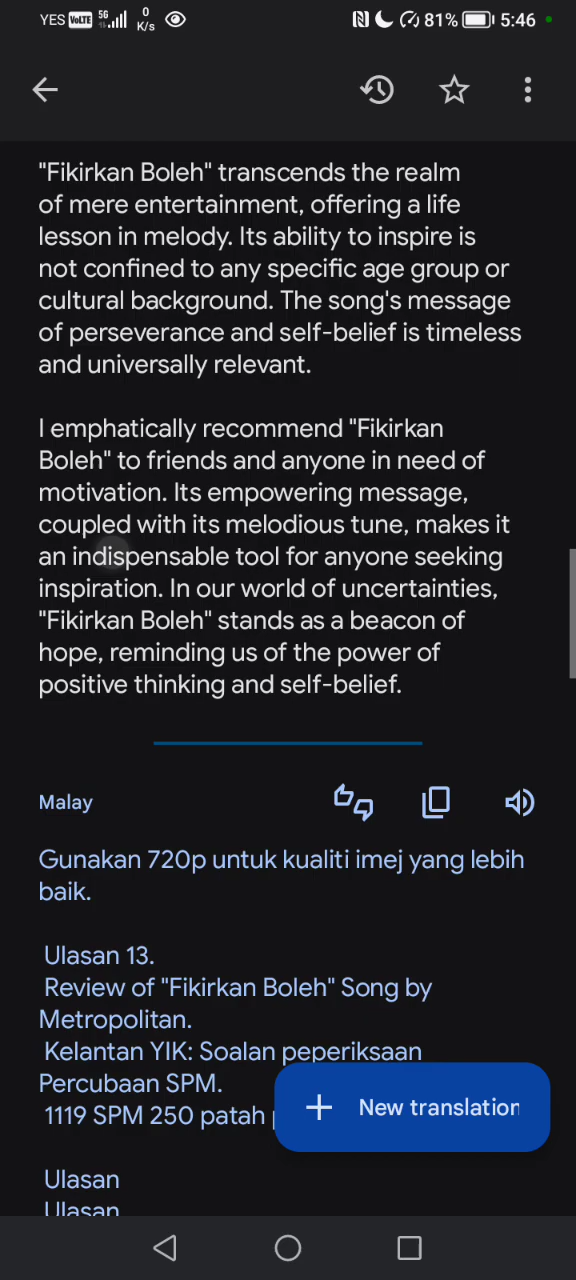 YES VoLTE 5G 0 K/s 81% 5:46
"Fikirkan Boleh" transcends the realm
of mere entertainment, offering a life
lesson in melody. Its ability to inspire is
not confined to any specific age group or
cultural background. The song's message
of perseverance and self-belief is timeless
and universally relevant.
I emphatically recommend "Fikirkan
Boleh" to friends and anyone in need of
motivation. Its empowering message,
coupled with its melodious tune, makes it
an indispensable tool for anyone seeking
inspiration. In our world of uncertainties,
"Fikirkan Boleh" stands as a beacon of
hope, reminding us of the power of
positive thinking and self-belief.
Malay
Gunakan 720p untuk kualiti imej yang lebih
baik.
Ulasan 13.
Review of "Fikirkan Boleh" Song by
Metropolitan.
Kelantan YIK: Soalan peperiksaan
Percubaan SPM.
1119 SPM 250 patah
New translation
Ulasan
Ulasan